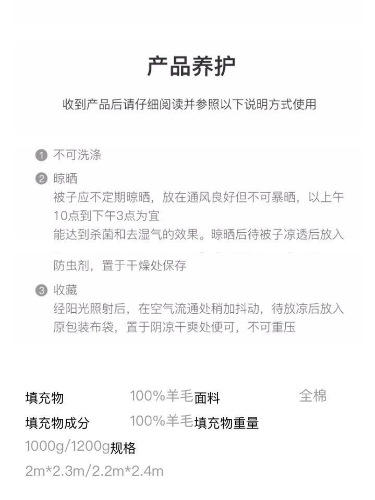 产品养护
收到产品后请仔细阅读并参照以下说明方式使用
1 不可洗涤
2 晾晒
被子应不定期晾晒，放在通风良好但不可暴晒，以上午
10点到下午3点为宜
能达到杀菌和去湿气的效果。晾晒后待被子凉透后放入
防虫剂，置于干燥处保存
3 收藏
经阳光照射后，在空气流通处稍加抖动，待放凉后放入
原包装布袋，置于阴凉干爽处便可，不可重压
填充物 100%羊毛面料 全棉
填充物成分 100%羊毛填充物重量
1000g/1200g规格
2m*2.3m/2.2m*2.4m